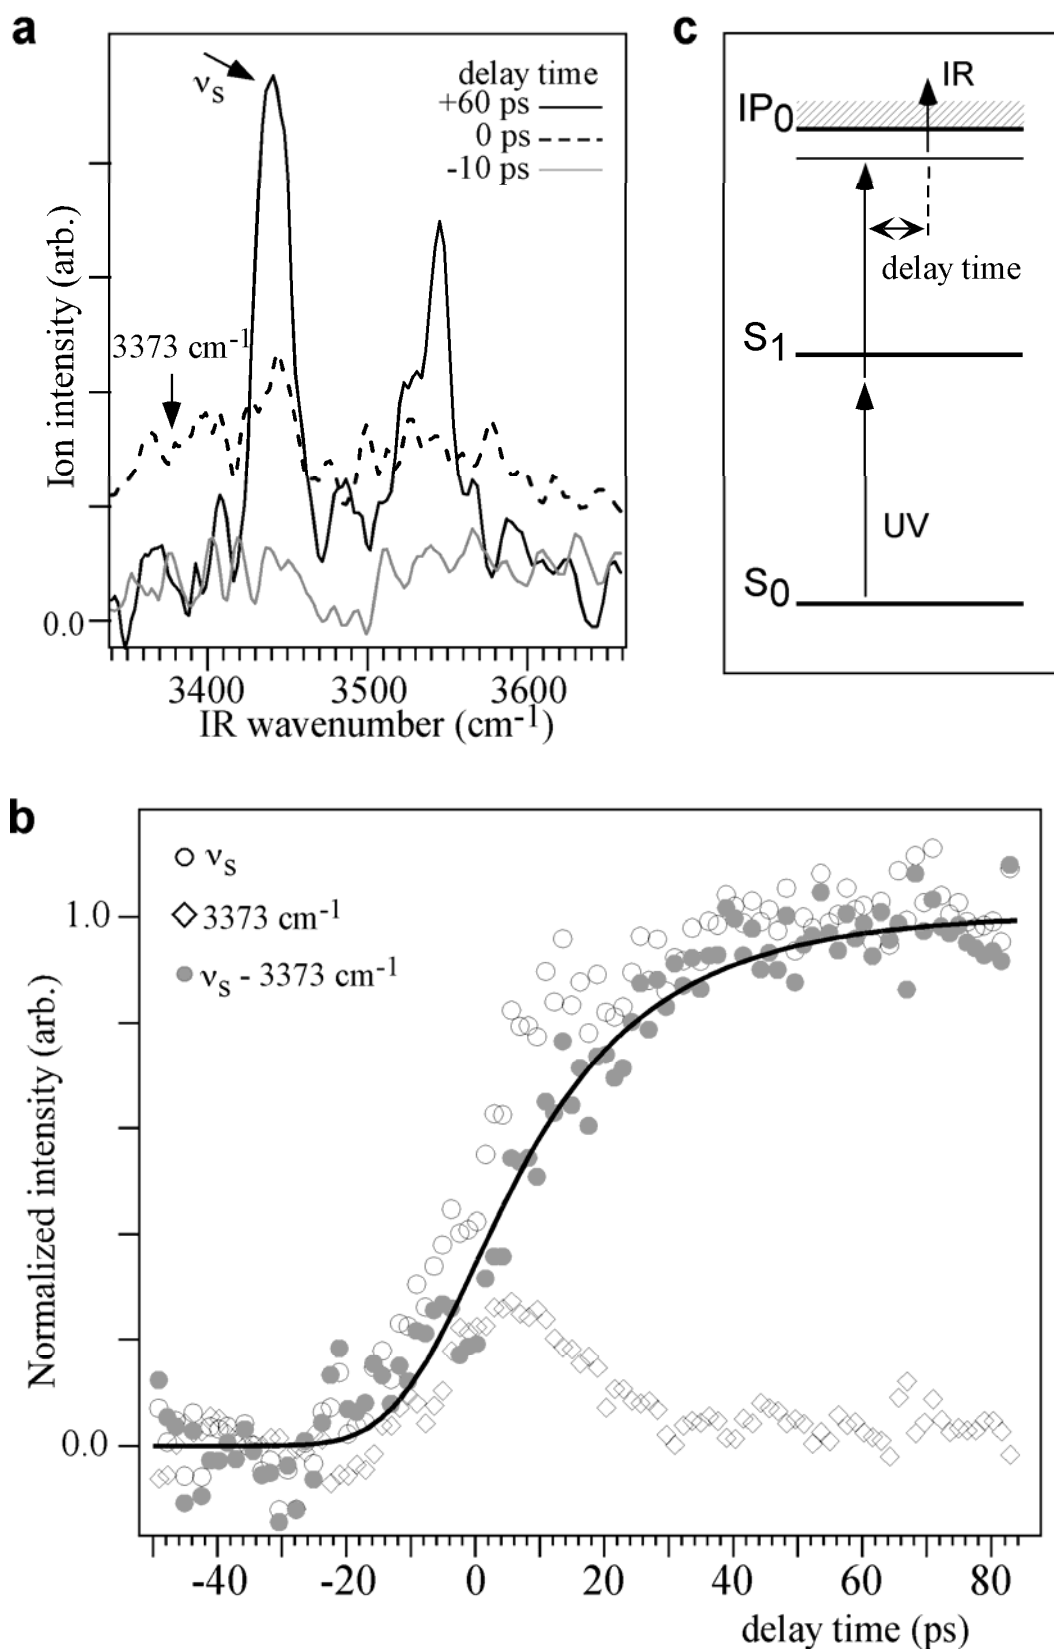 a
νS
delay time
+60 ps
0 ps
-10 ps
3373 cm-1
Ion intensity (arb.)
0.0
3400 3500 3600
IR wavenumber (cm-1)
c
IR
IP0
delay time
S1
UV
S0
b
νS
3373 cm-1
νS - 3373 cm-1
1.0
Normalized intensity (arb.)
0.0
-40 -20 0 20 40 60 80
delay time (ps)